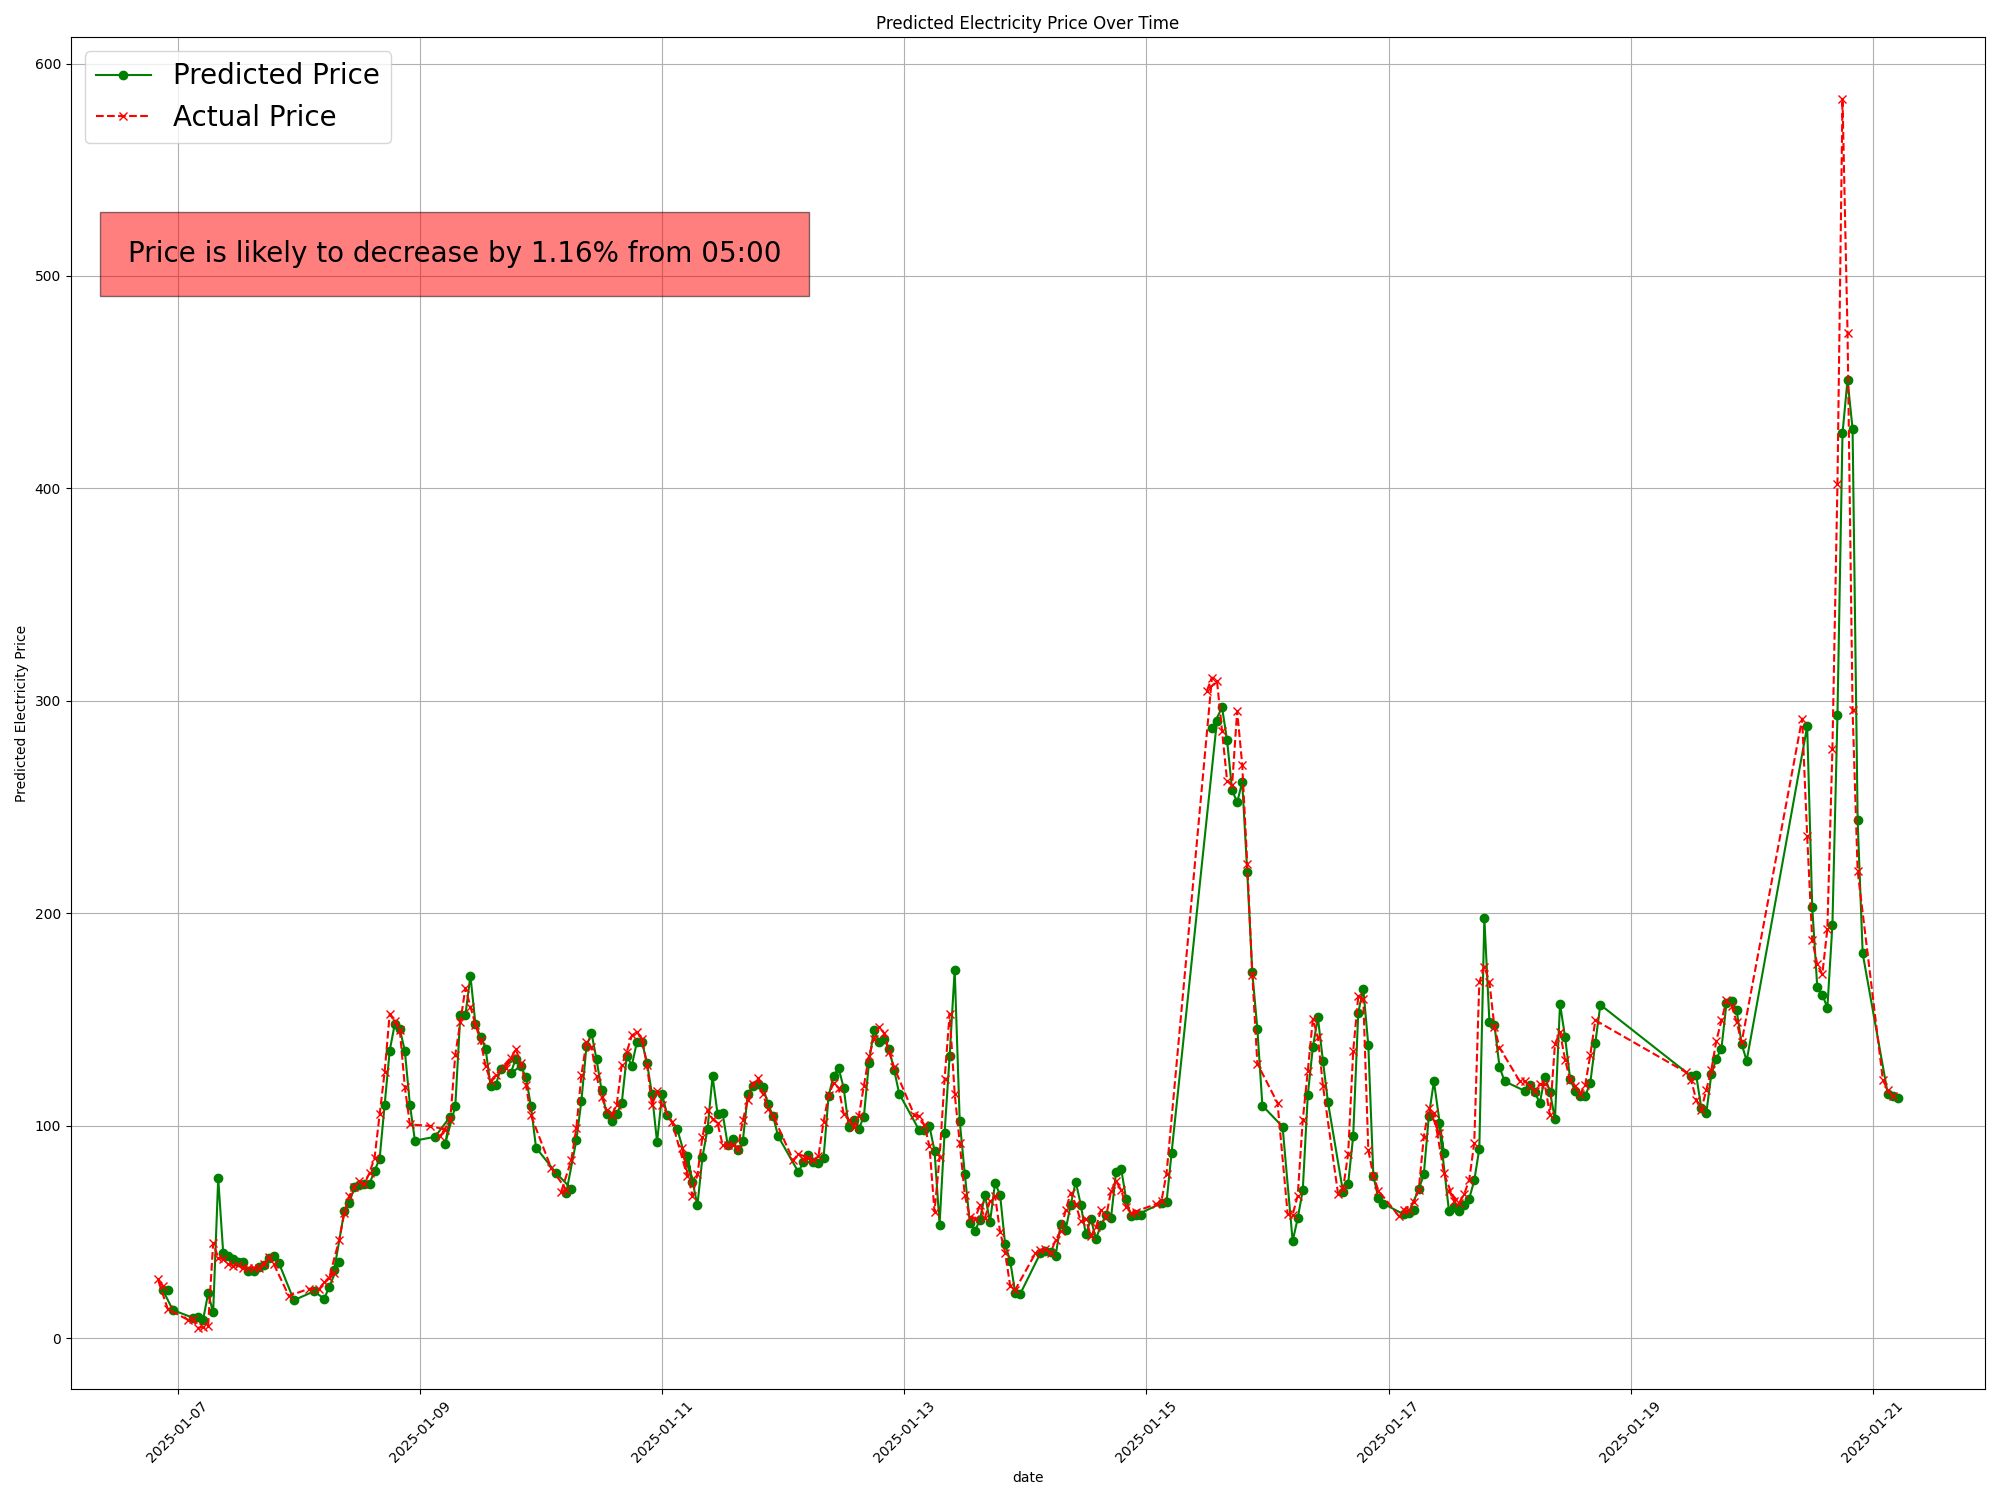 Predicted Electricity Price Over Time
Predicted Price
Actual Price
Price is likely to decrease by 1.16% from 05:00
Predicted Electricity Price
600
500
400
300
200
100
0
2025-01-07
2025-01-09
2025-01-11
2025-01-13
2025-01-15
2025-01-17
2025-01-19
2025-01-21
date